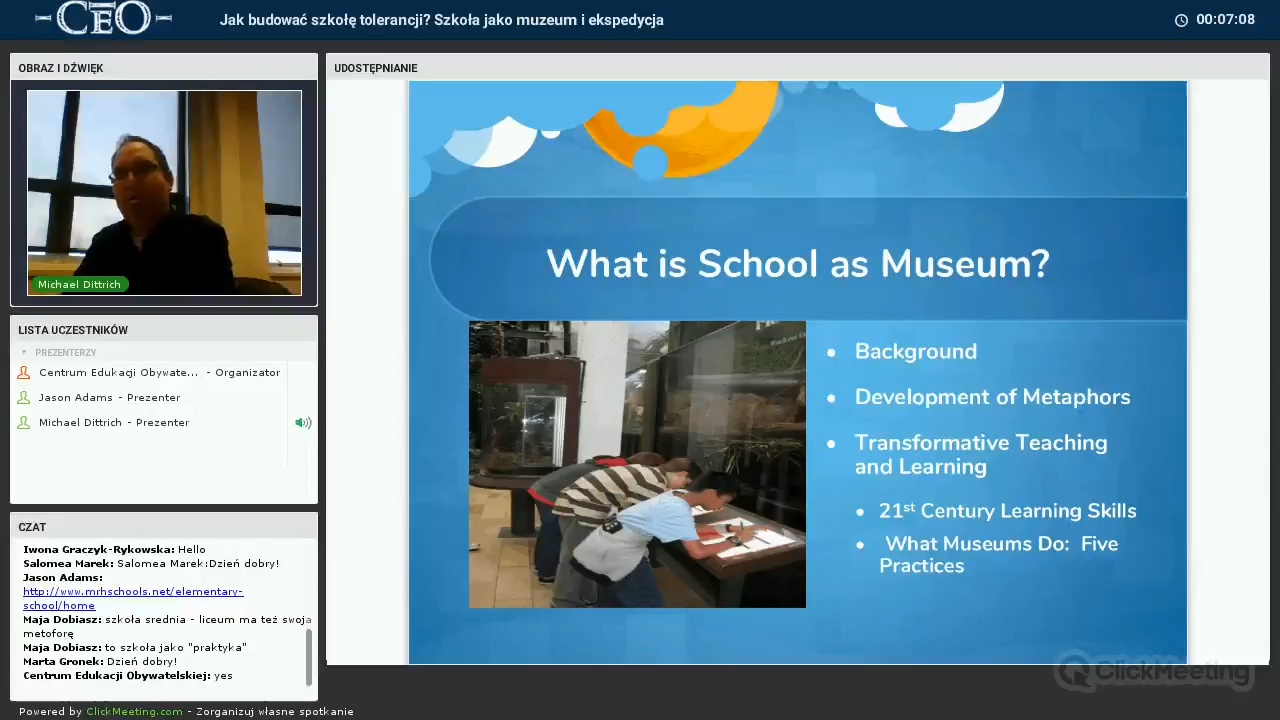 CEO
Jak budować szkołę tolerancji? Szkoła jako muzeum i ekspedycja
00:07:08
OBRAZ I DŹWIĘK
Michael Dittrich
LISTA UCZESTNIKÓW
PREZENTERZY
Centrum Edukacji Obywate... - Organizator
Jason Adams - Prezenter
Michael Dittrich - Prezenter
CZAT
Iwona Graczyk-Rykowska: Hello
Salomea Marek: Salomea Marek:Dzień dobry!
Jason Adams:
http://www.mrhschools.net/elementary-
school/home
Maja Dobiasz: szkoła srednia - liceum ma też swoja
metoforę
Maja Dobiasz: to szkoła jako "praktyka"
Marta Gronek: Dzień dobry!
Centrum Edukacji Obywatelskiej: yes
Powered by ClickMeeting.com - Zorganizuj własne spotkanie
UDOSTĘPNIANIE
What is School as Museum?
• Background
• Development of Metaphors
• Transformative Teaching
and Learning
• 21st Century Learning Skills
• What Museums Do: Five
Practices
ClickMeeting